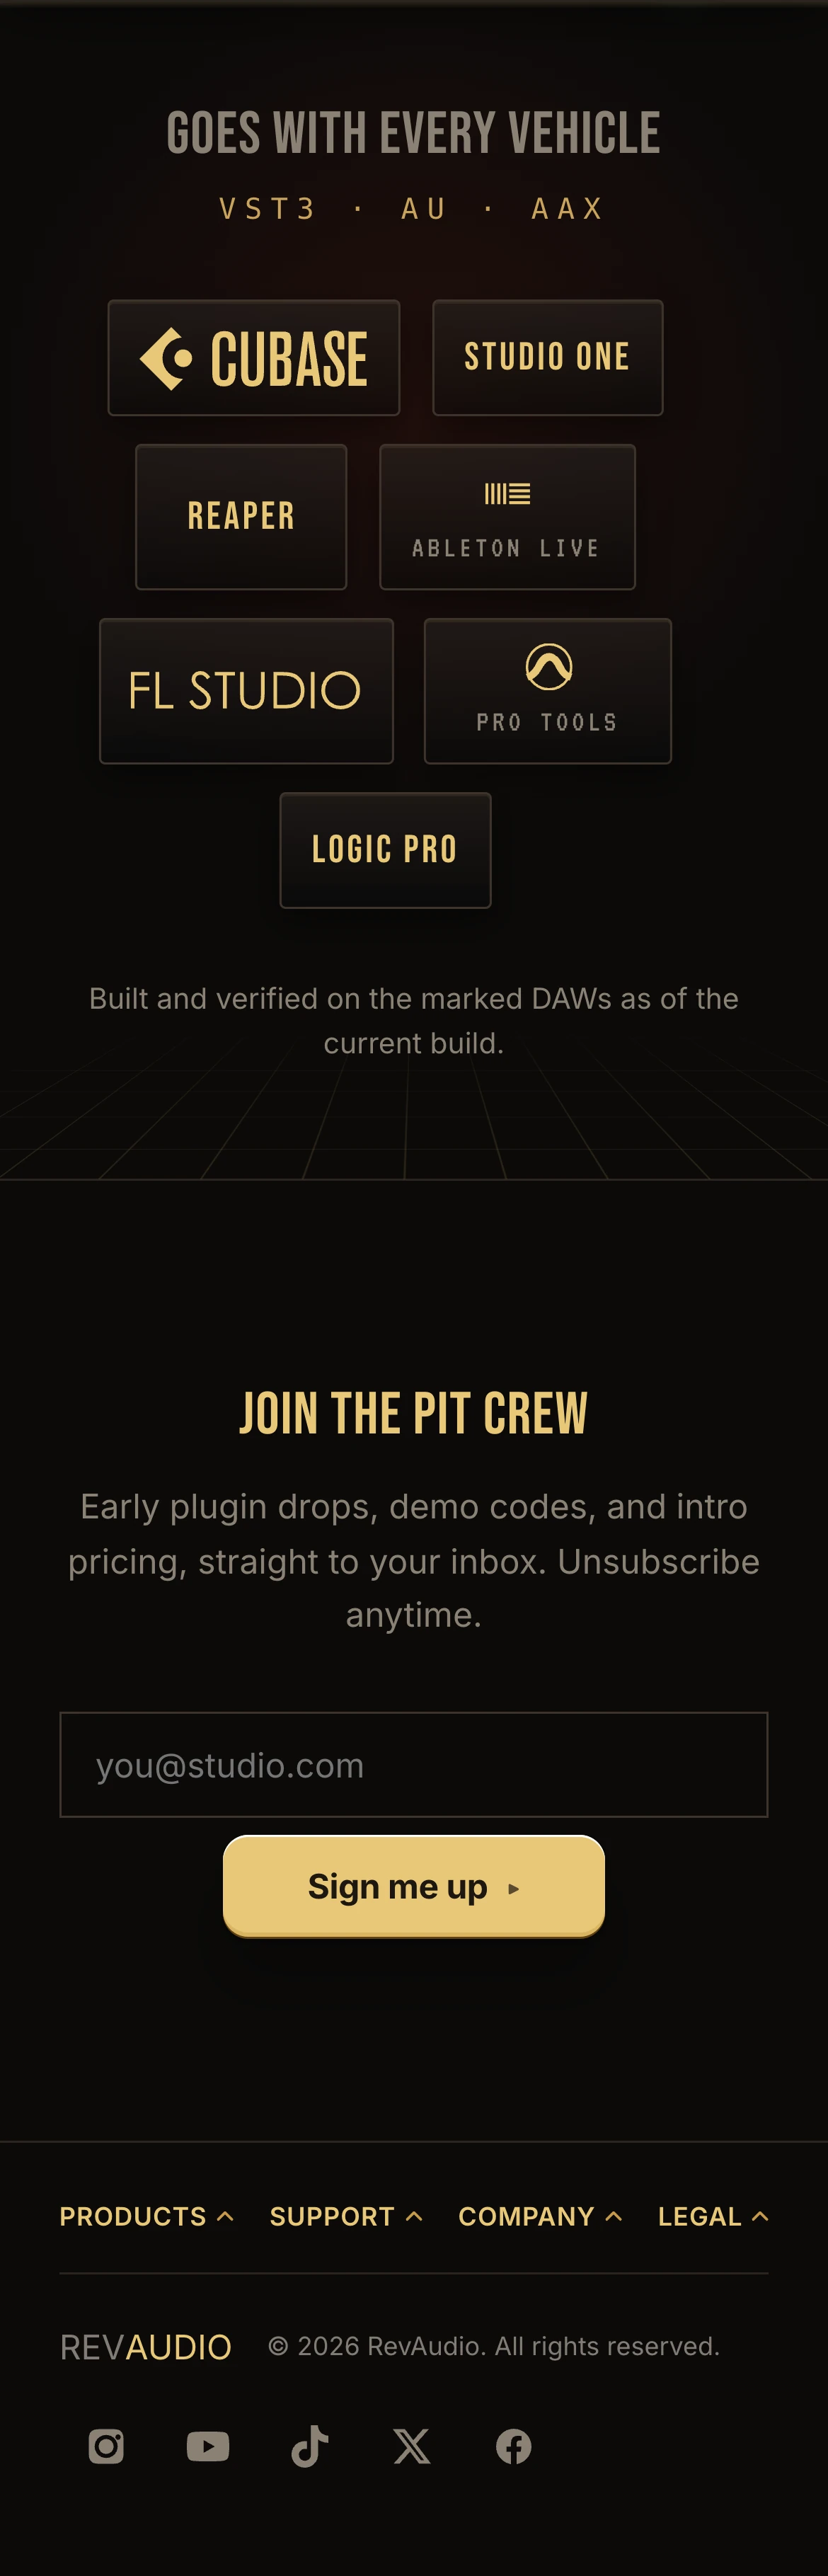 GOES WITH EVERY VEHICLE
VST3 · AU · AAX
CUBASE
STUDIO ONE
REAPER
ABLETON LIVE
FL STUDIO
PRO TOOLS
LOGIC PRO
Built and verified on the marked DAWs as of the
current build.
JOIN THE PIT CREW
Early plugin drops, demo codes, and intro
pricing, straight to your inbox. Unsubscribe
anytime.
you@studio.com
Sign me up
PRODUCTS SUPPORT COMPANY LEGAL
REVAUDIO © 2026 RevAudio. All rights reserved.